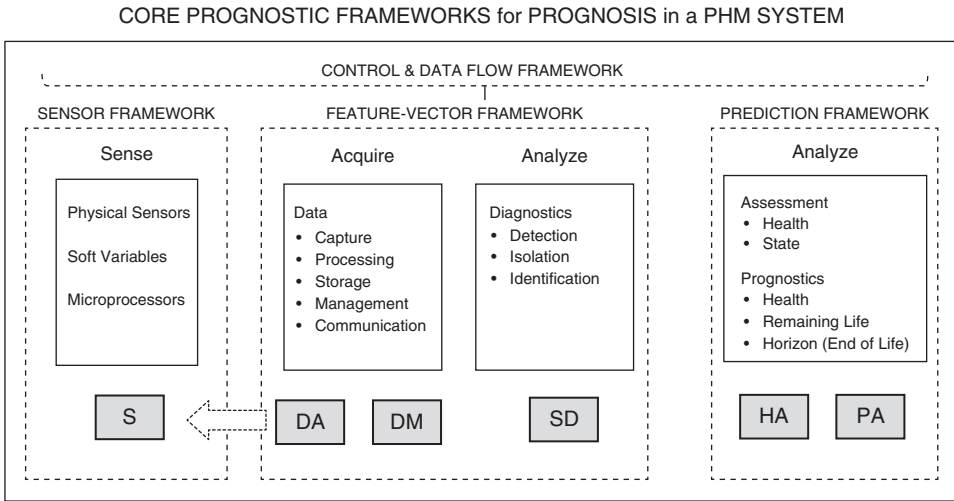 CORE PROGNOSTIC FRAMEWORKS for PROGNOSIS in a PHM SYSTEM
CONTROL & DATA FLOW FRAMEWORK
SENSOR FRAMEWORK
Sense
Physical Sensors
Soft Variables
Microprocessors
S
FEATURE-VECTOR FRAMEWORK
Acquire
Data
• Capture
• Processing
• Storage
• Management
• Communication
DA
DM
Analyze
Diagnostics
• Detection
• Isolation
• Identification
SD
PREDICTION FRAMEWORK
Analyze
Assessment
• Health
• State
Prognostics
• Health
• Remaining Life
• Horizon (End of Life)
HA
PA